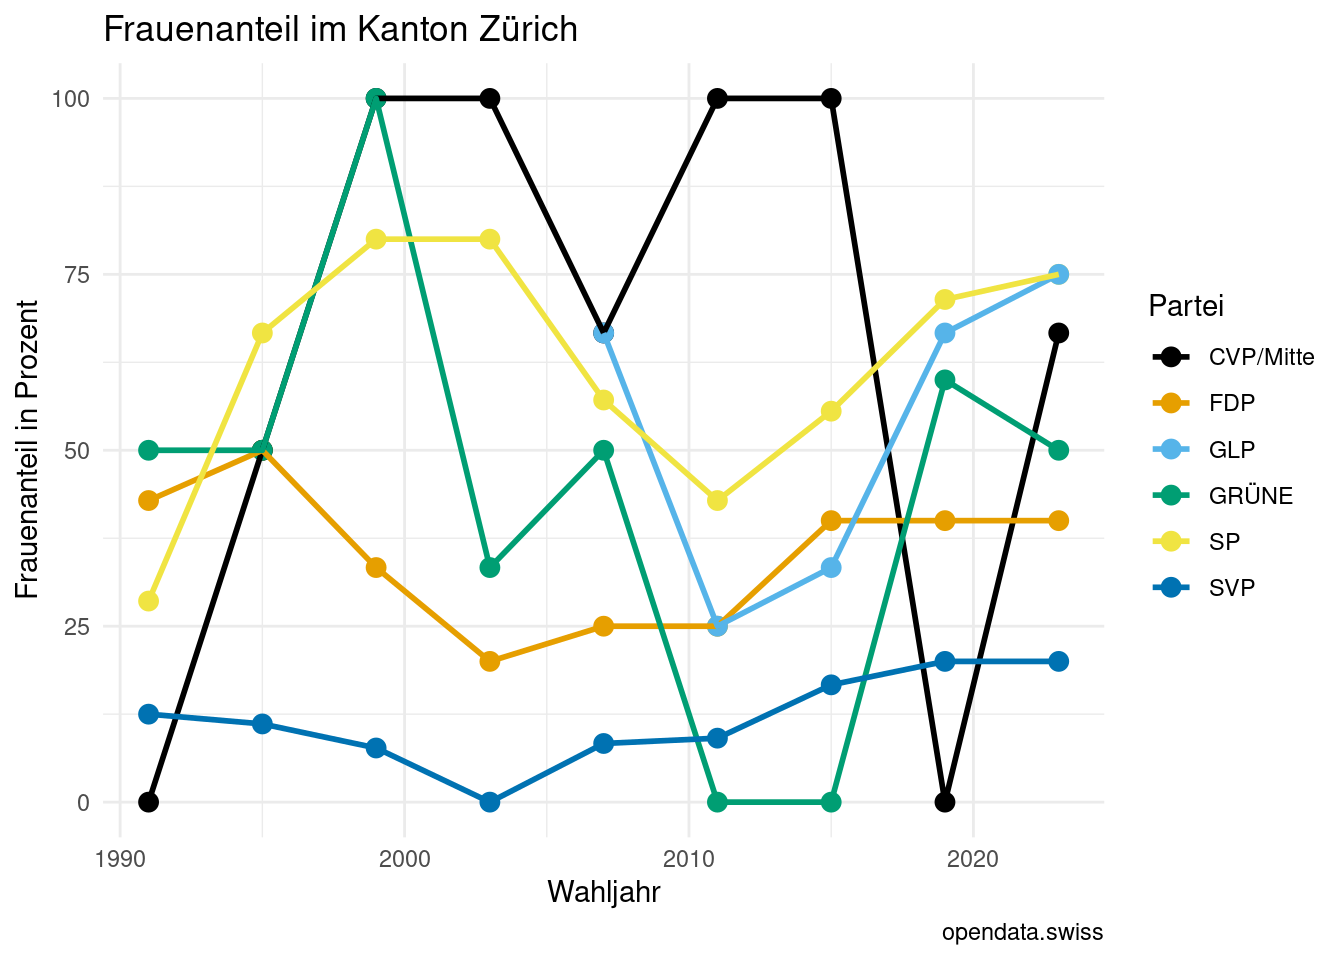 Frauenanteil im Kanton Zürich
Frauenanteil in Prozent
100
75
50
25
0
1990
2000
2010
2020
Wahljahr
Partei
CVP/Mitte
FDP
GLP
GRÜNE
SP
SVP
opendata.swiss